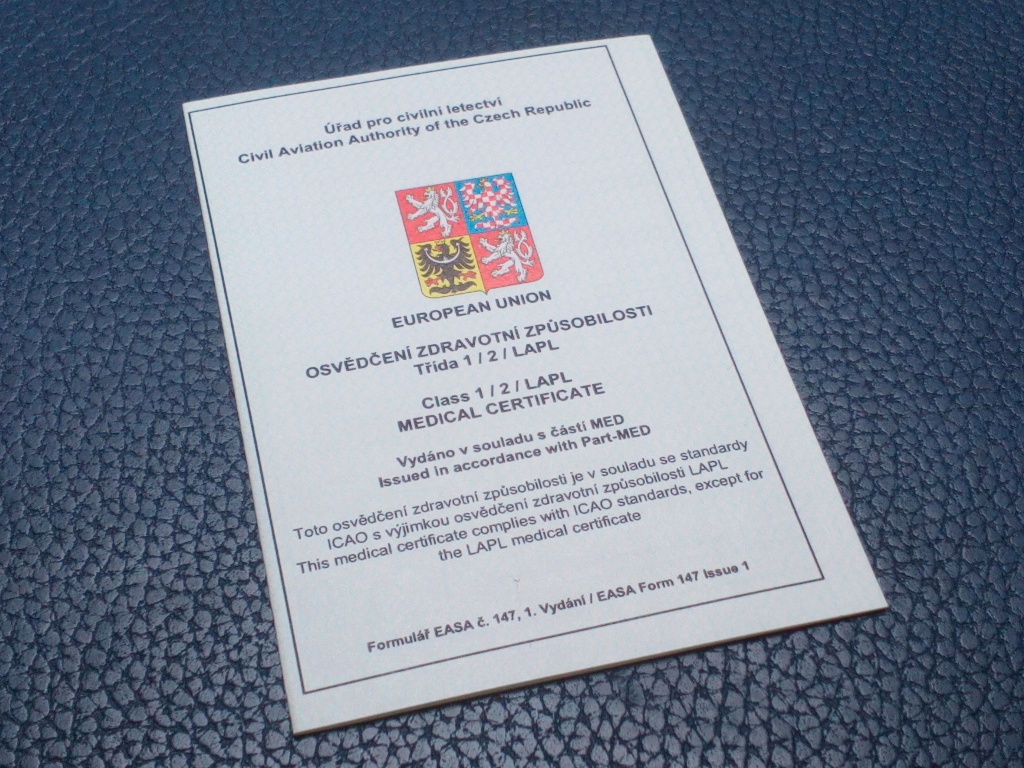 Úřad pro civilní letectví
Civil Aviation Authority of the Czech Republic
EUROPEAN UNION
OSVĚDČENÍ ZDRAVOTNÍ ZPŮSOBILOSTI
Třída 1 / 2 / LAPL
Class 1 / 2 / LAPL
MEDICAL CERTIFICATE
Vydáno v souladu s částí MED
Issued in accordance with Part-MED
Toto osvědčení zdravotní způsobilosti je v souladu se standardy
ICAO s výjimkou osvědčení zdravotní způsobilosti LAPL
This medical certificate complies with ICAO standards, except for
the LAPL medical certificate
Formulář EASA č. 147, 1. Vydání / EASA Form 147 Issue 1